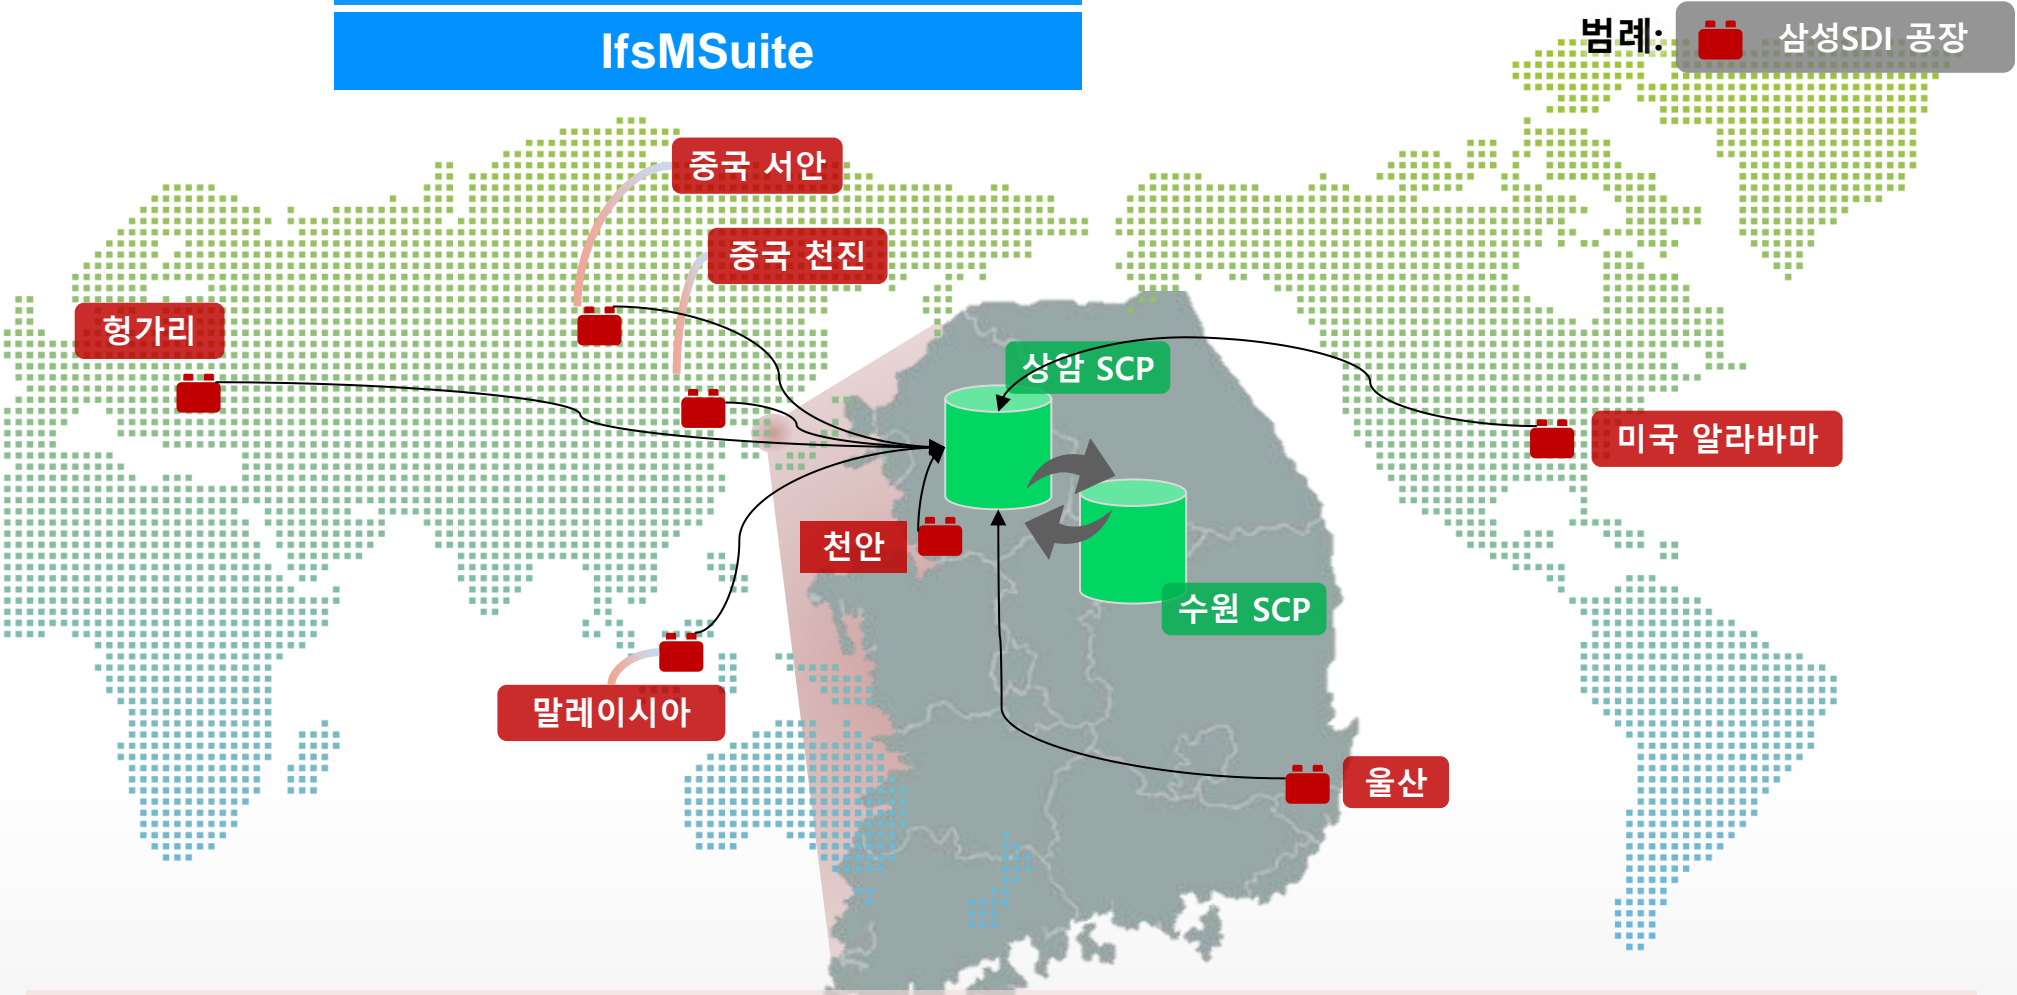 IfsMSuite
범례: 삼성SDI 공장
중국 서안
중국 천진
헝가리
상암 SCP
미국 알라바마
천안
수원 SCP
말레이시아
울산